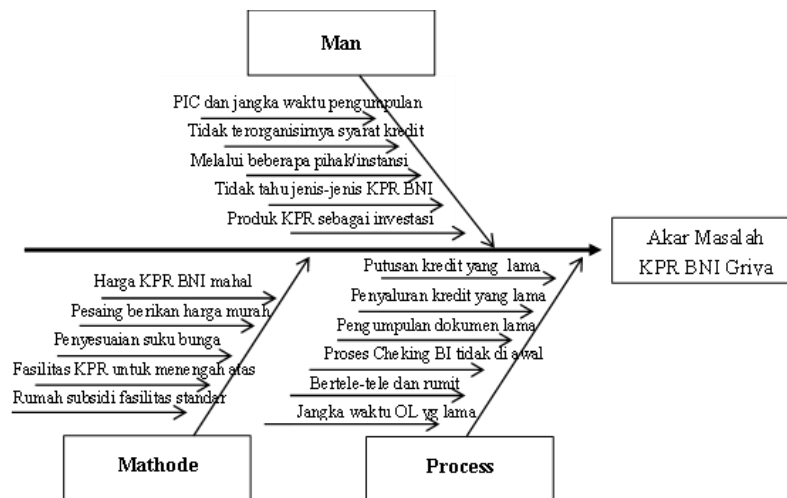 Man
PIC dan jangka waktu pengumpulan
Tidak terorganisirnya syarat kredit
Melalui beberapa pihak/instansi
Tidak tahu jenis-jenis KPR BNI
Produk KPR sebagai investasi
Akar Masalah
KPR BNI Griya
Harga KPR BNI mahal
Pesaing berikan harga murah
Penyesuaian suku bunga
Fasilitas KPR untuk menengah atas
Rumah subsidi fasilitas standar
Putusan kredit yang lama
Penyaluran kredit yang lama
Pengumpulan dokumen lama
Proses Cheking BI tidak di awal
Bertele-tele dan rumit
Jangka waktu OL yg lama
Mathode
Process